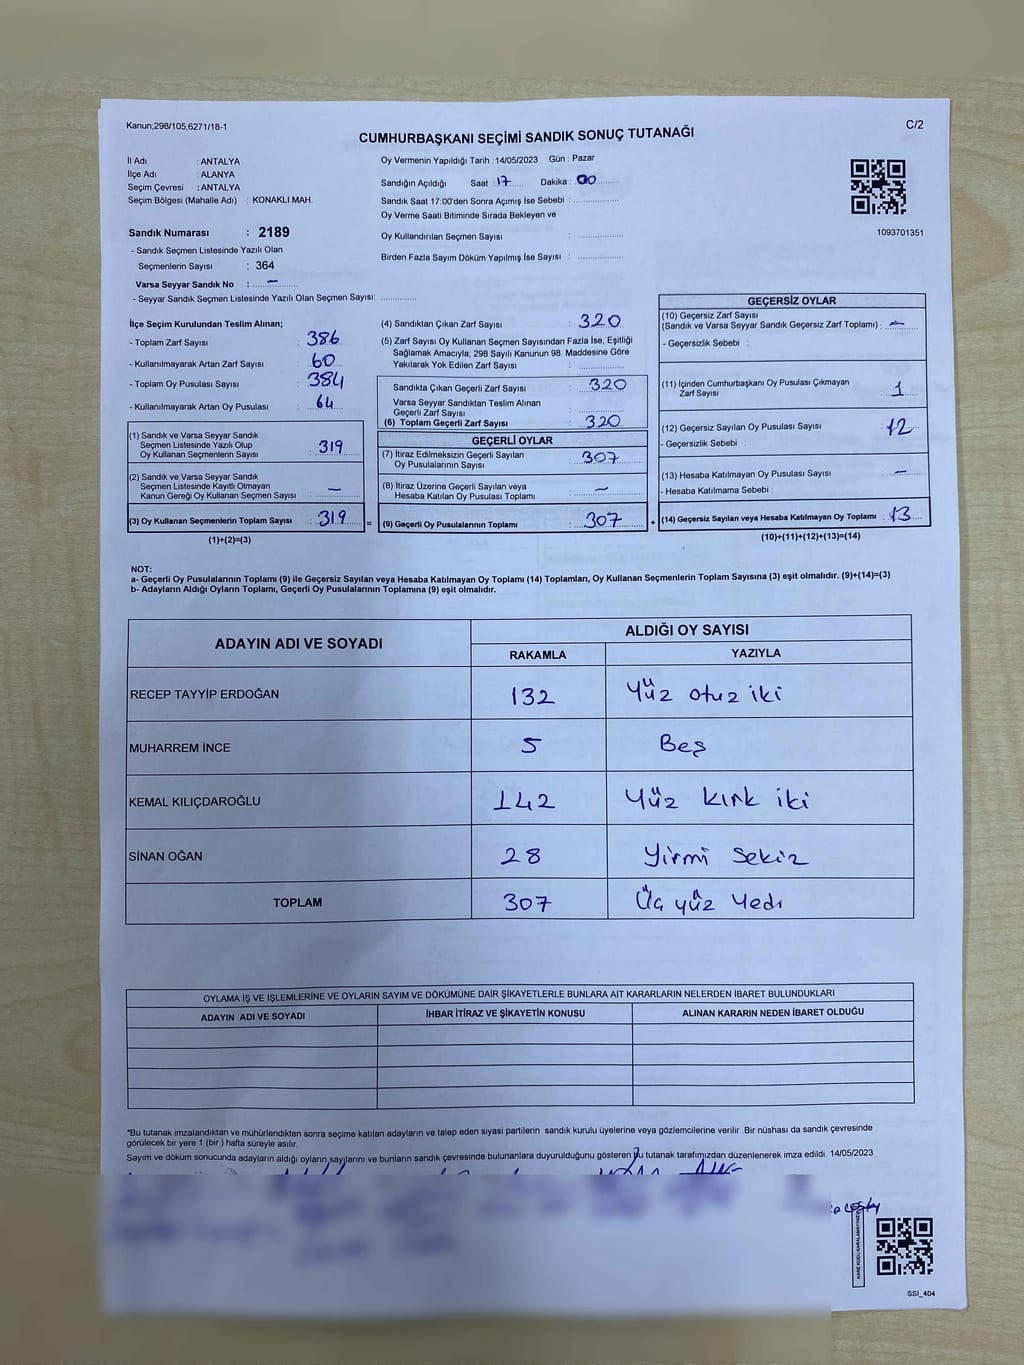 Kanun;298/105;6271/18-1
C/2
CUMHURBAŞKANI SEÇİMİ SANDIK SONUÇ TUTANAĞI
İl Adı : ANTALYA
İlçe Adı : ALANYA
Seçim Çevresi : ANTALYA
Seçim Bölgesi (Mahalle Adı) : KONAKLI MAH.
Sandık Numarası : 2189
- Sandık Seçmen Listesinde Yazılı Olan
Seçmenlerin Sayısı : 364
Varsa Seyyar Sandık No : –
- Seyyar Sandık Seçmen Listesinde Yazılı Olan Seçmen Sayısı:
Oy Vermenin Yapıldığı Tarih : 14/05/2023 Gün : Pazar
Sandığın Açıldığı Saat : 17 Dakika : 00
Sandık Saat 17:00'den Sonra Açımış İse Sebebi :
Oy Verme Saati Bitiminde Sırada Bekleyen ve
Oy Kullandırılan Seçmen Sayısı :
Birden Fazla Sayım Döküm Yapılmış İse Sayısı :
1093701351
İlçe Seçim Kurulundan Teslim Alınan;
- Toplam Zarf Sayısı : 386
- Kullanılmayarak Artan Zarf Sayısı : 60
- Toplam Oy Pusulası Sayısı : 384
- Kullanılmayarak Artan Oy Pusulası : 64
(1) Sandık ve Varsa Seyyar Sandık
Seçmen Listesinde Yazılı Olup
Oy Kullanan Seçmenlerin Sayısı : 319
(2) Sandık ve Varsa Seyyar Sandık
Seçmen Listesinde Kayıtlı Olmayan
Kanun Gereği Oy Kullanan Seçmen Sayısı : –
(3) Oy Kullanan Seçmenlerin Toplam Sayısı : 319 =
(1)+(2)=(3)
(4) Sandıktan Çıkan Zarf Sayısı : 320
(5) Zarf Sayısı Oy Kullanan Seçmen Sayısından Fazla İse, Eşitliği
Sağlamak Amacıyla; 298 Sayılı Kanunun 98. Maddesine Göre
Yakılarak Yok Edilen Zarf Sayısı :
Sandıkta Çıkan Geçerli Zarf Sayısı : 320
Varsa Seyyar Sandıktan Teslim Alınan
Geçerli Zarf Sayısı :
(6) Toplam Geçerli Zarf Sayısı : 320
GEÇERLİ OYLAR
(7) İtiraz Edilmeksizin Geçerli Sayılan
Oy Pusulalarının Sayısı : 307
(8) İtiraz Üzerine Geçerli Sayılan veya
Hesaba Katılan Oy Pusulası Toplamı : –
(9) Geçerli Oy Pusulalarının Toplamı : 307 +
GEÇERSİZ OYLAR
(10) Geçersiz Zarf Sayısı
(Sandık ve Varsa Seyyar Sandık Geçersiz Zarf Toplamı) : –
- Geçersizlik Sebebi :
(11) İçinden Cumhurbaşkanı Oy Pusulası Çıkmayan
Zarf Sayısı : 1
(12) Geçersiz Sayılan Oy Pusulası Sayısı : 12
- Geçersizlik Sebebi :
(13) Hesaba Katılmayan Oy Pusulası Sayısı : –
- Hesaba Katılmama Sebebi :
(14) Geçersiz Sayılan veya Hesaba Katılmayan Oy Toplamı : 13
(10)+(11)+(12)+(13)=(14)
NOT:
a- Geçerli Oy Pusulalarının Toplamı (9) ile Geçersiz Sayılan veya Hesaba Katılmayan Oy Toplamı (14) Toplamları, Oy Kullanan Seçmenlerin Toplam Sayısına (3) eşit olmalıdır. (9)+(14)=(3)
b- Adayların Aldığı Oyların Toplamı, Geçerli Oy Pusulalarının Toplamına (9) eşit olmalıdır.
ADAYIN ADI VE SOYADI ALDIĞI OY SAYISI
RAKAMLA YAZIYLA
RECEP TAYYİP ERDOĞAN 132 Yüz otuz iki
MUHARREM İNCE 5 Beş
KEMAL KILIÇDAROĞLU 142 Yüz kırk iki
SİNAN OĞAN 28 Yirmi Sekiz
TOPLAM 307 Üç yüz Yedi
OYLAMA İŞ VE İŞLEMLERİNE VE OYLARIN SAYIM VE DÖKÜMÜNE DAİR ŞİKAYETLERLE BUNLARA AİT KARARLARIN NELERDEN İBARET BULUNDUKLARI
ADAYIN ADI VE SOYADI İHBAR İTİRAZ VE ŞİKAYETİN KONUSU ALINAN KARARIN NEDEN İBARET OLDUĞU
*Bu tutanak imzalandıktan ve mühürlendikten sonra seçime katılan adayların ve talep eden siyasi partilerin sandık kurulu üyelerine veya gözlemcilerine verilir. Bir nüshası da sandık çevresinde
görülecek bir yere 1 (bir) hafta süreyle asılır.
Sayım ve döküm sonucunda adayların aldığı oyların sayılarını ve bunların sandık çevresinde bulunanlara duyurulduğunu gösteren bu tutanak tarafımızdan düzenlenerek imza edildi. 14/05/2023
KARE KODU KARALAMAYINIZ
SSI_404